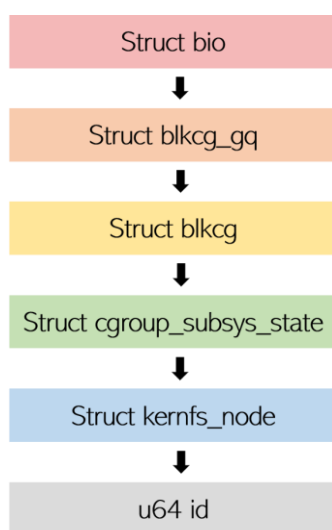 Struct bio
Struct blkcg_gq
Struct blkcg
Struct cgroup_subsys_state
Struct kernfs_node
u64 id